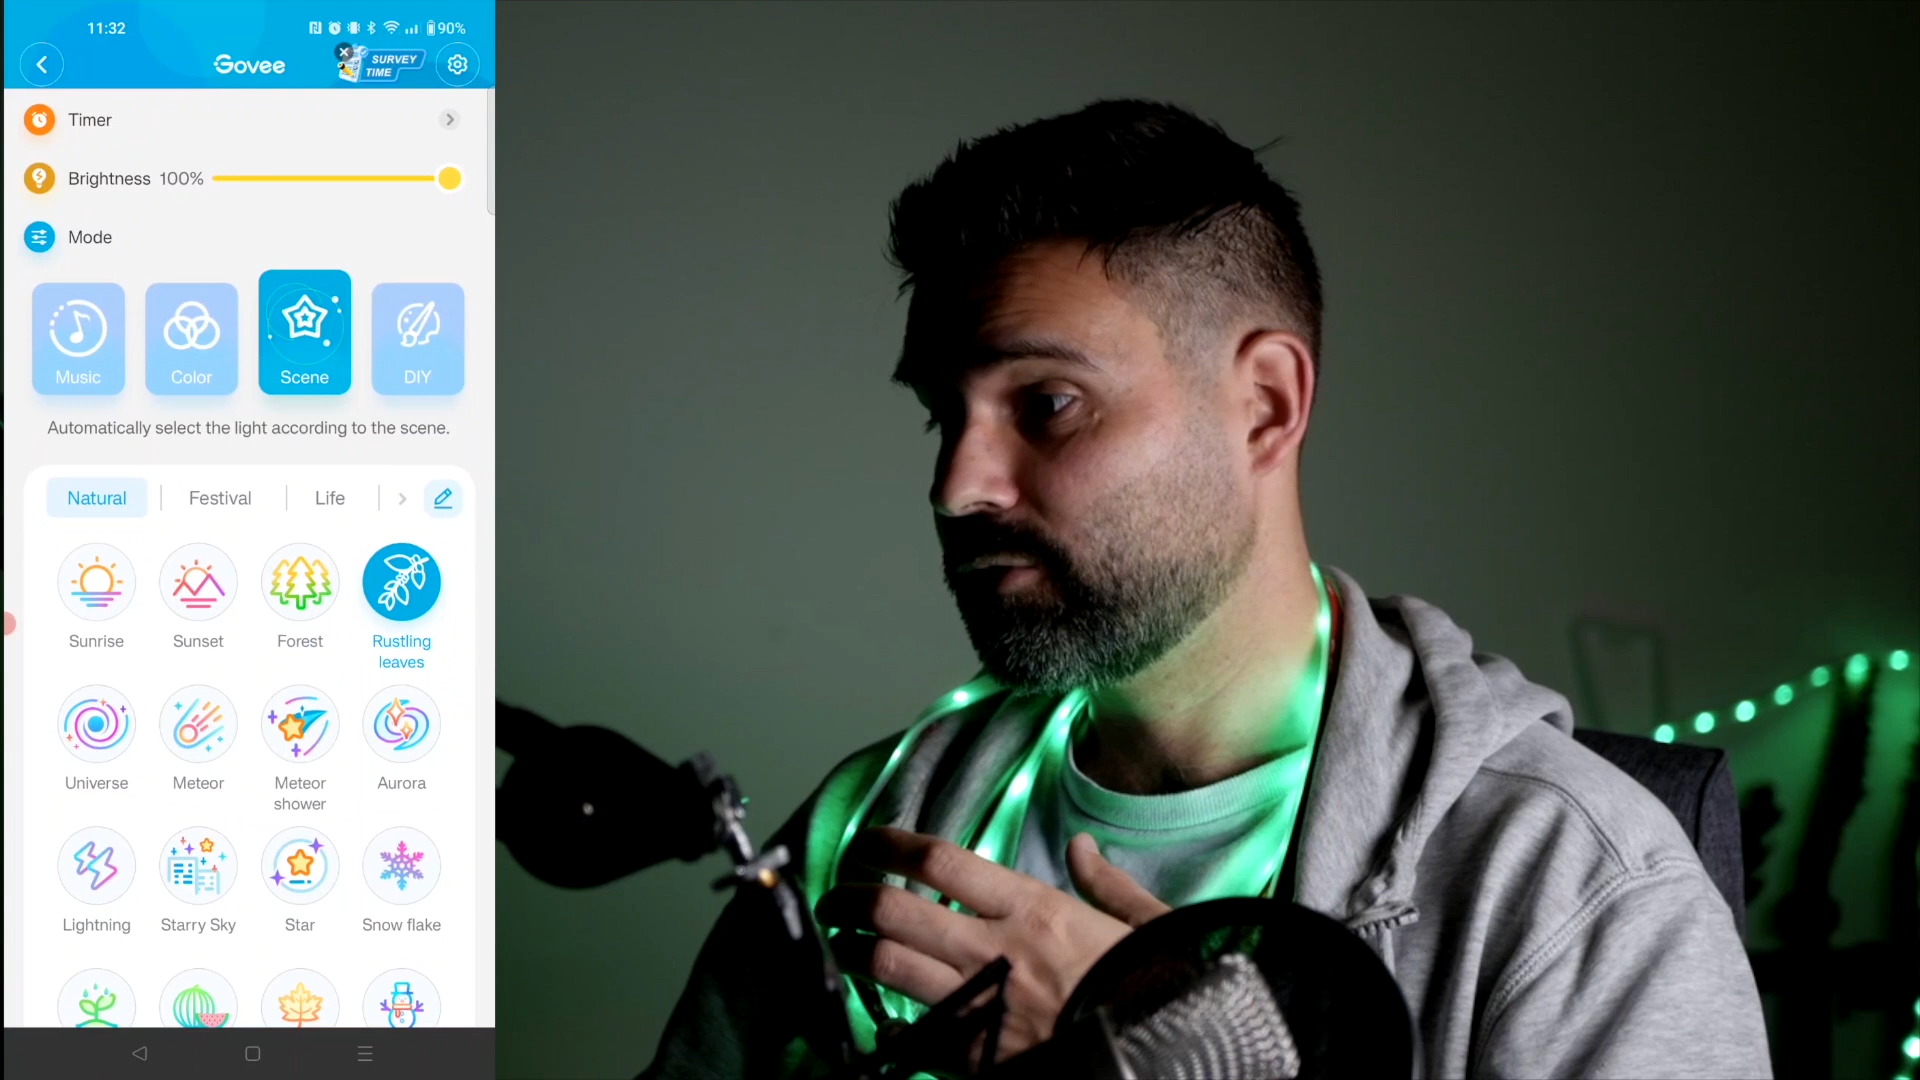 11:32
90%
Govee
SURVEY
TIME
Timer
Brightness 100%
Mode
Music
Color
Scene
DIY
Automatically select the light according to the scene.
Natural
Festival
Life
Sunrise
Sunset
Forest
Rustling
leaves
Universe
Meteor
Meteor
shower
Aurora
Lightning
Starry Sky
Star
Snow flake